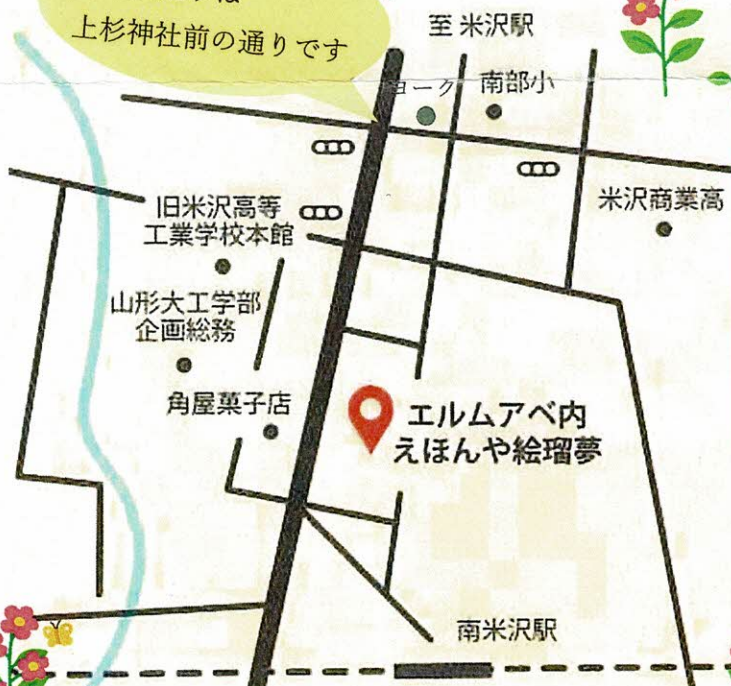 上杉神社前の通りです
至 米沢駅
ヨーク
南部小
米沢商業高
旧米沢高等
工業学校本館
山形大工学部
企画総務
角屋菓子店
エルムアベ内
えほんや絵瑠夢
南米沢駅